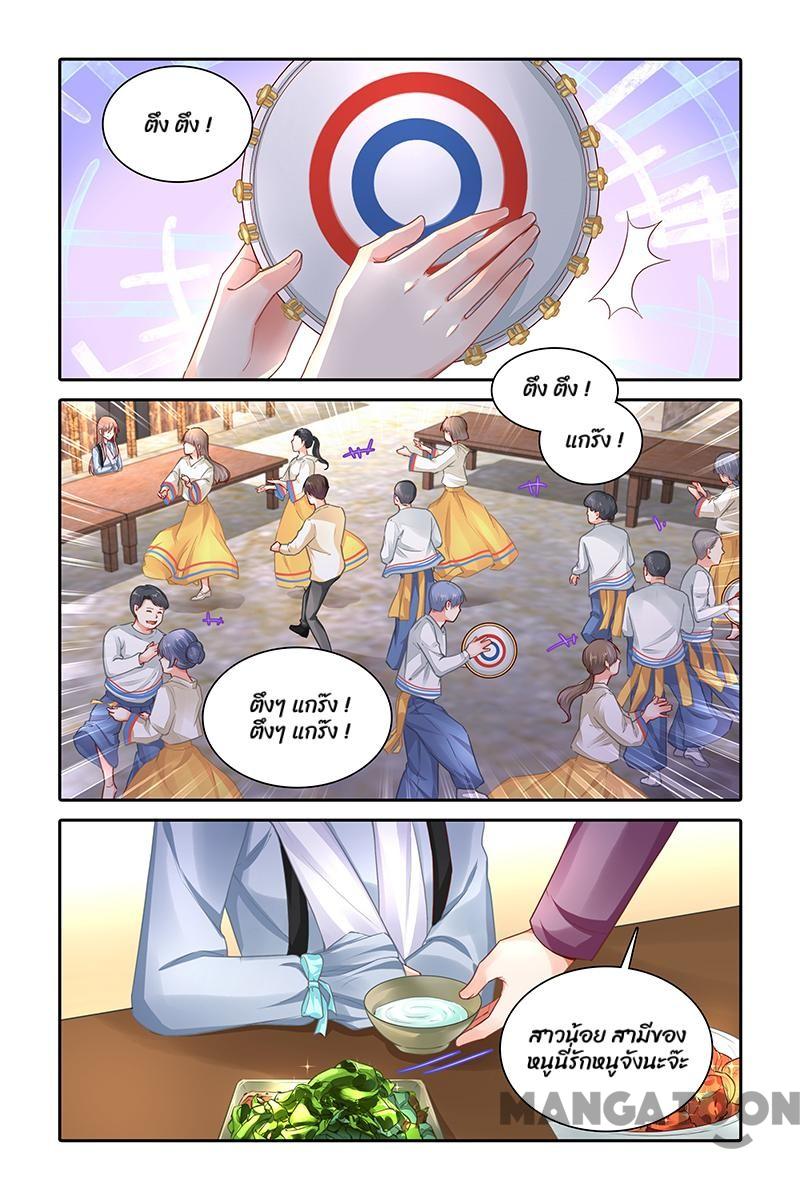 ตึง ตึง !
ตึง ตึง !
แกร๊ง !
ตึงๆ แกร๊ง !
ตึงๆ แกร๊ง !
สาวน้อย สามีของ
หนูนี่รักหนูจังนะจ๊ะ
MANGATOON